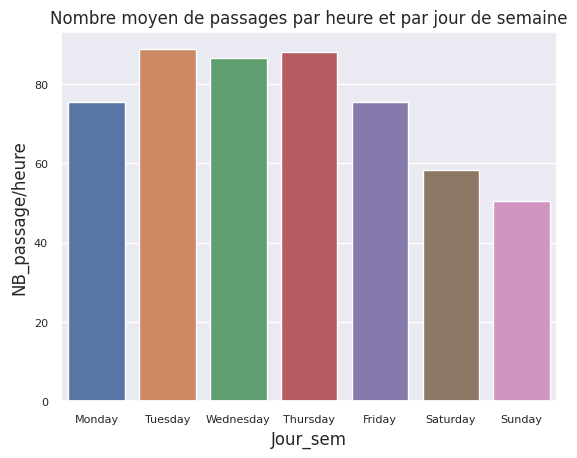 Nombre moyen de passages par heure et par jour de semaine
NB_passage/heure
80
60
40
20
0
Monday Tuesday Wednesday Thursday Friday Saturday Sunday
Jour_sem